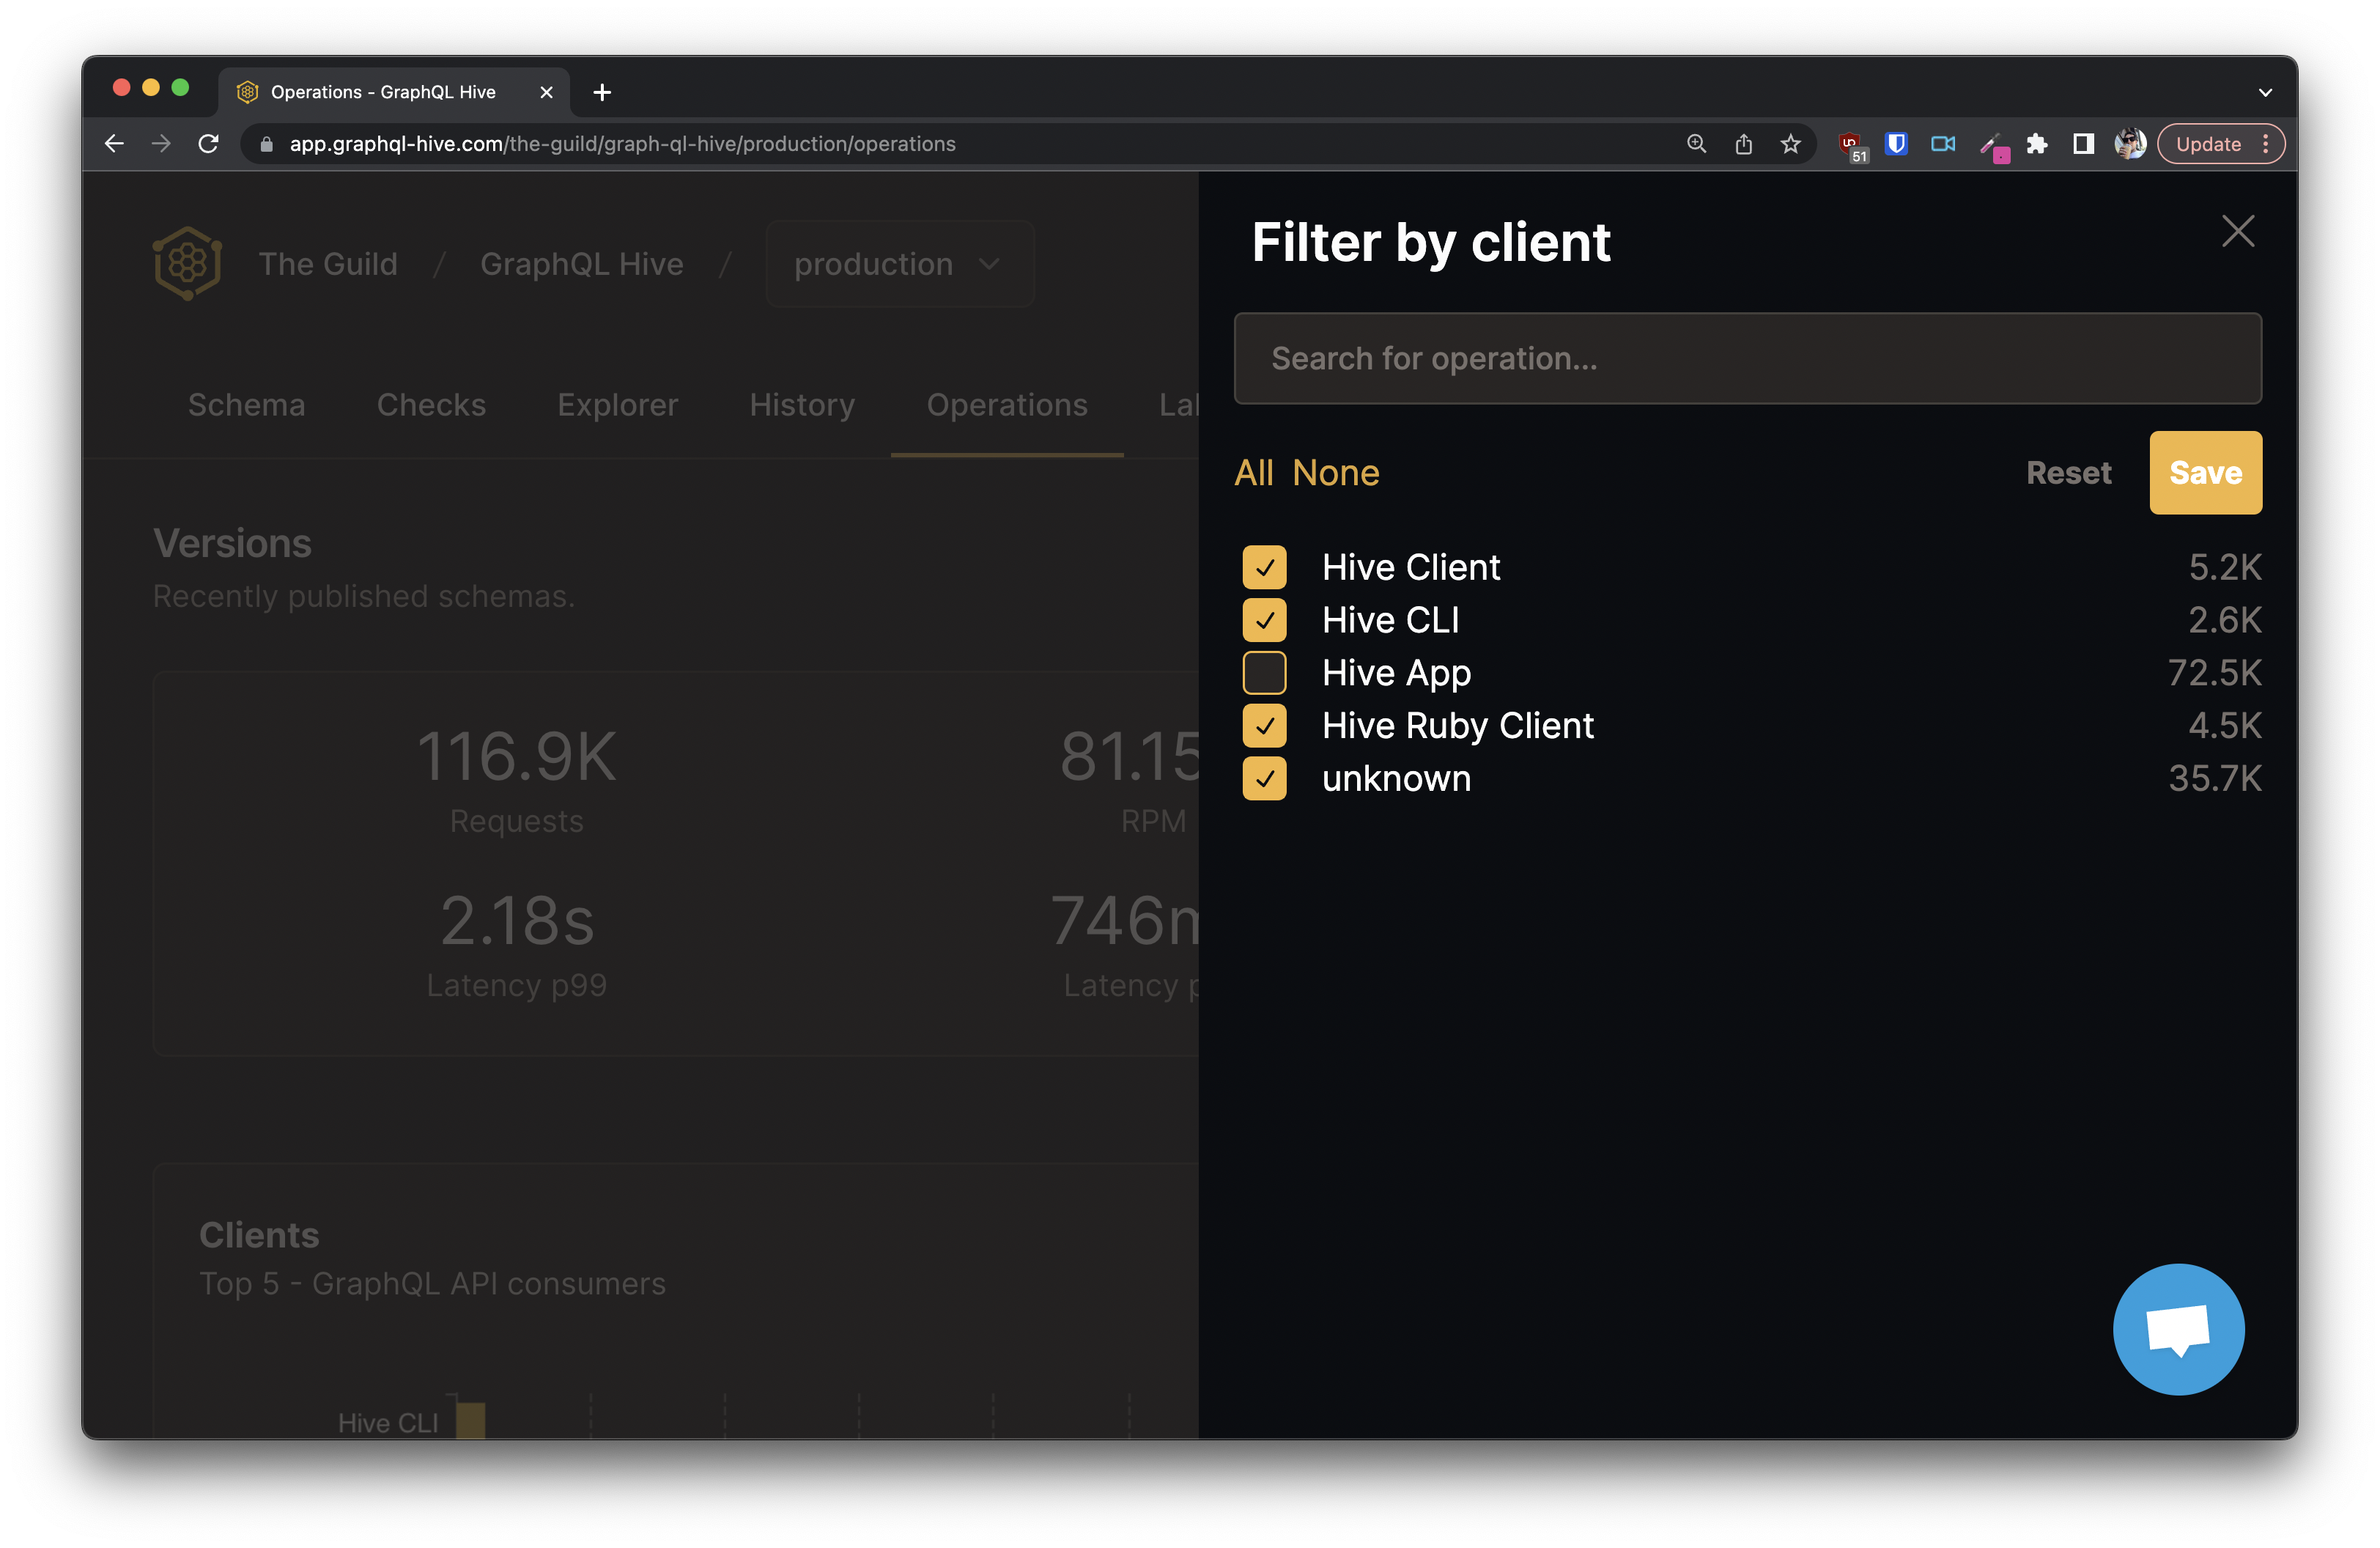 Operations - GraphQL Hive
app.graphql-hive.com/the-guild/graph-ql-hive/production/operations
51
Update
The Guild / GraphQL Hive / production
Schema Checks Explorer History Operations
Versions
Recently published schemas.
116.9K
Requests
81.15
RPM
2.18s
Latency p99
746m
Latency p
Clients
Top 5 - GraphQL API consumers
Hive CLI
Filter by client
Search for operation...
All None Reset Save
Hive Client 5.2K
Hive CLI 2.6K
Hive App 72.5K
Hive Ruby Client 4.5K
unknown 35.7K